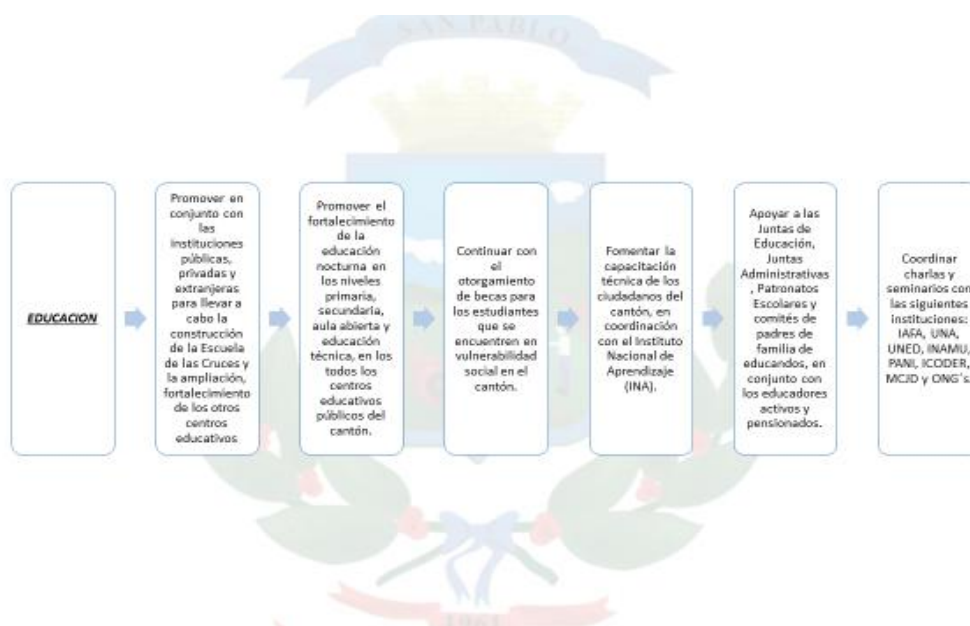 SAN PABLO
EDUCACION
Promover en
conjunto con
las
instituciones
públicas,
privadas y
extranjeras
para llevar a
cabo la
construcción
de la Escuela
de las Cruces y
la ampliación,
fortalecimiento
de los otros
centros
educativos
Promover el
fortalecimiento
de la
educación
nocturna en
los niveles
primaria,
secundaria,
aula abierta y
educación
técnica, en los
todos los
centros
educativos
públicos del
cantón.
Continuar con
el
otorgamiento
de becas para
los estudiantes
que se
encuentren en
vulnerabilidad
social en el
cantón.
Fomentar la
capacitación
técnica de los
ciudadanos del
cantón, en
coordinación
con el Instituto
Nacional de
Aprendizaje
(INA).
Apoyar a las
Juntas de
Educación,
Juntas
Administrativas
, Patronatos
Escolares y
comités de
padres de
familia de
educandos, en
conjunto con
los educadores
activos y
pensionados.
Coordinar
charlas y
seminarios con
las siguientes
instituciones:
IAFA, UNA,
UNED, INAMU,
PANI, ICODER,
MCJD y ONG´s
1961